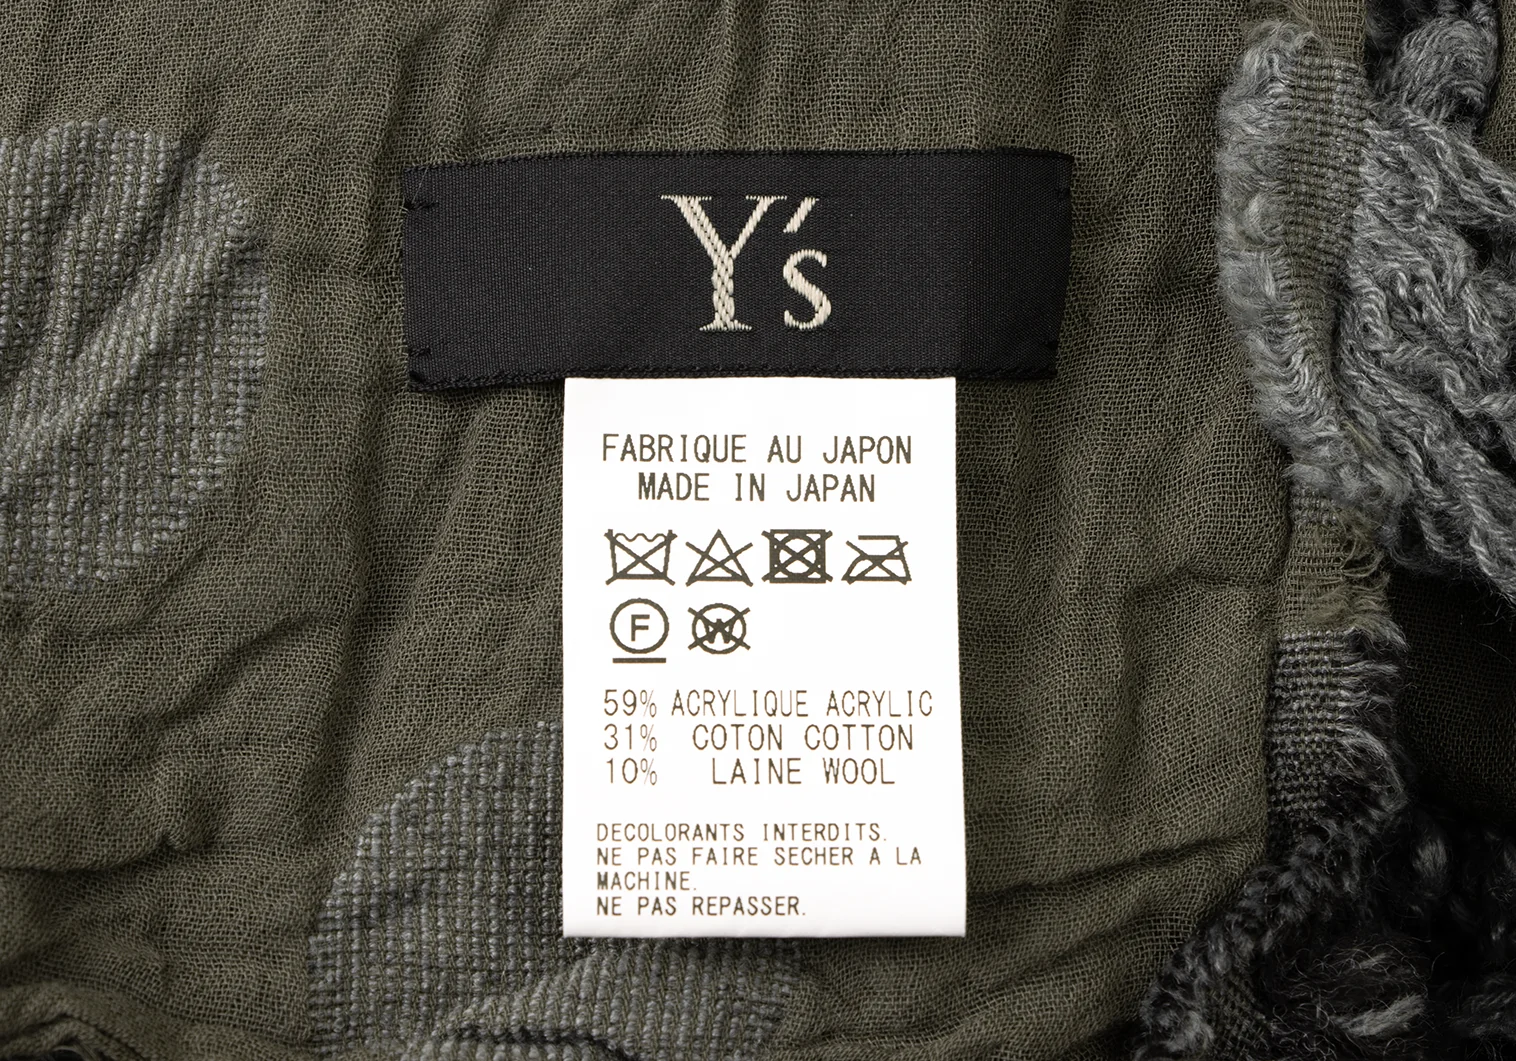 Y's
FABRIQUE AU JAPON
MADE IN JAPAN
F W
59% ACRYLIQUE ACRYLIC
31% COTON COTTON
10% LAINE WOOL
DECOLORANTS INTERDITS.
NE PAS FAIRE SECHER A LA
MACHINE.
NE PAS REPASSER.